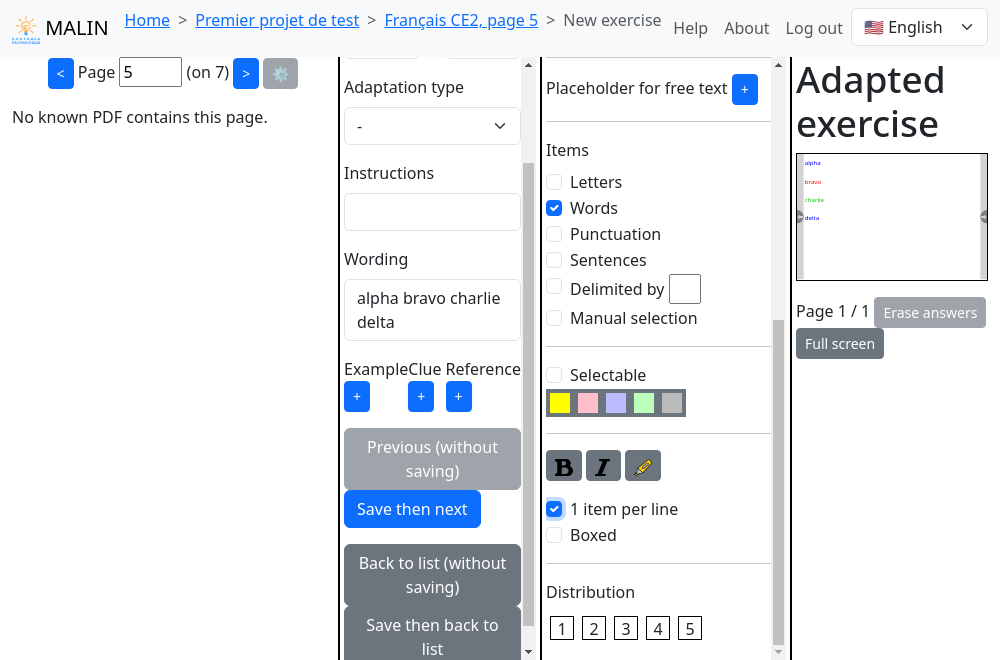 MALIN
Home > Premier projet de test > Français CE2, page 5 > New exercise
Help About Log out 🇺🇸 English
< Page 5 (on 7) >
No known PDF contains this page.
Adaptation type
-
Instructions
Wording
alpha bravo charlie
delta
Example Clue Reference
+ + +
Previous (without
saving)
Save then next
Back to list (without
saving)
Save then back to
list
Placeholder for free text +
Items
Letters
Words
Punctuation
Sentences
Delimited by
Manual selection
Selectable
B I
1 item per line
Boxed
Distribution
1 2 3 4 5
Adapted
exercise
alpha
bravo
charlie
delta
Page 1 / 1 Erase answers
Full screen